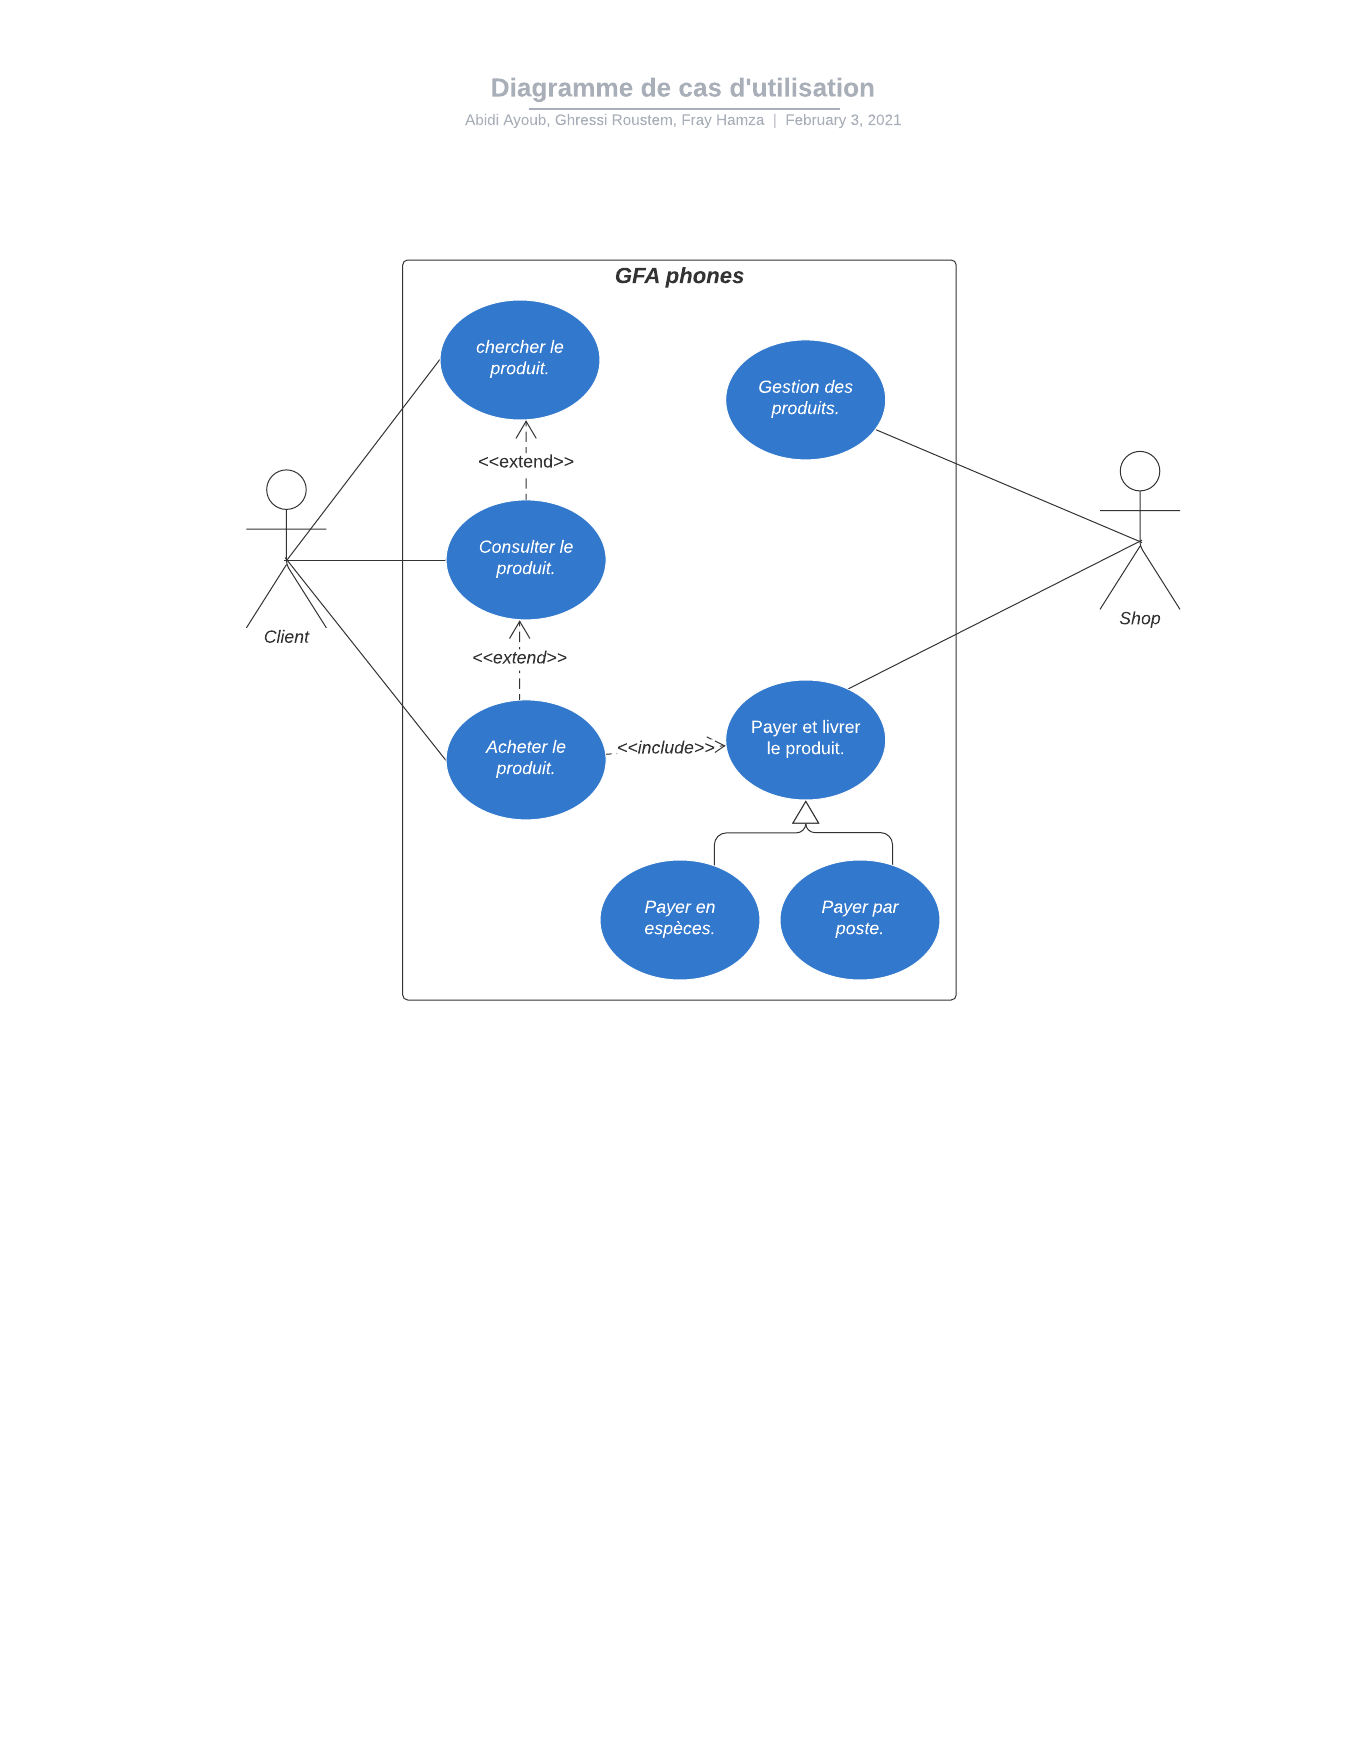 Diagramme de cas d'utilisation
Abidi Ayoub, Ghressi Roustem, Fray Hamza | February 3, 2021
GFA phones
chercher le
produit.
Gestion des
produits.
<<extend>>
Consulter le
produit.
Client
Shop
<<extend>>
Acheter le
produit.
<<include>>
Payer et livrer
le produit.
Payer en
espèces.
Payer par
poste.